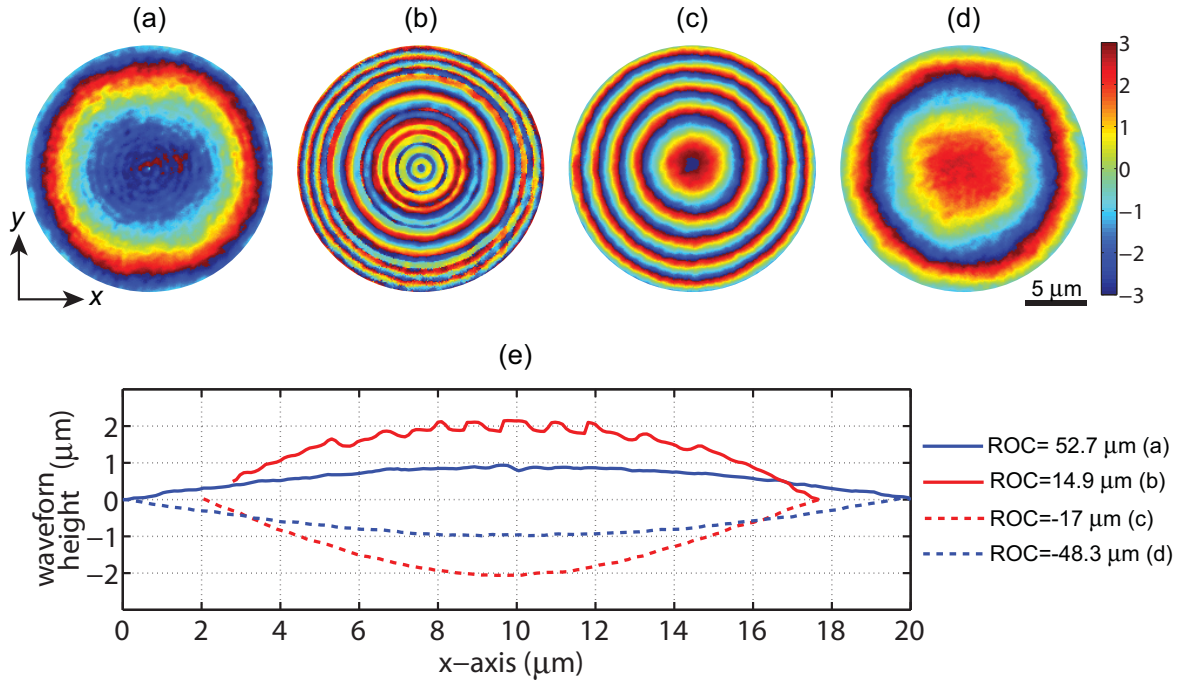 (a)
(b)
(c)
(d)
3
2
1
0
−1
−2
−3
y
x
5 μm
(e)
2
1
0
−1
−2
waveform
height
(μm)
0 2 4 6 8 10 12 14 16 18 20
x−axis (μm)
ROC= 52.7 μm (a)
ROC=14.9 μm (b)
ROC=-17 μm (c)
ROC=-48.3 μm (d)